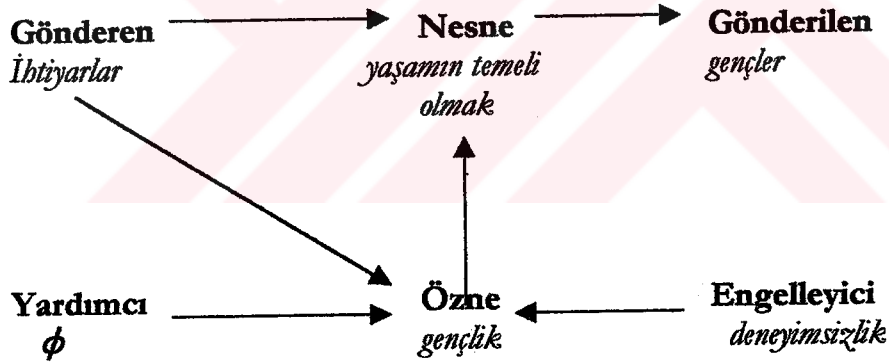 Gönderen Nesne Gönderilen
İhtiyarlar yaşamın temeli gençler
olmak
Yardımcı Özne Engelleyici
ϕ gençlik deneyimsizlik